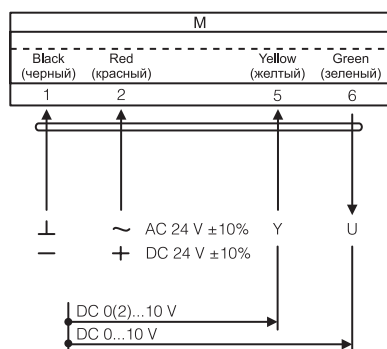 M
Black Red Yellow Green
(черный) (красный) (желтый) (зеленый)
1 2 5 6
⊥ ~ AC 24 V ±10% Y U
− + DC 24 V ±10%
DC 0(2)...10 V
DC 0...10 V